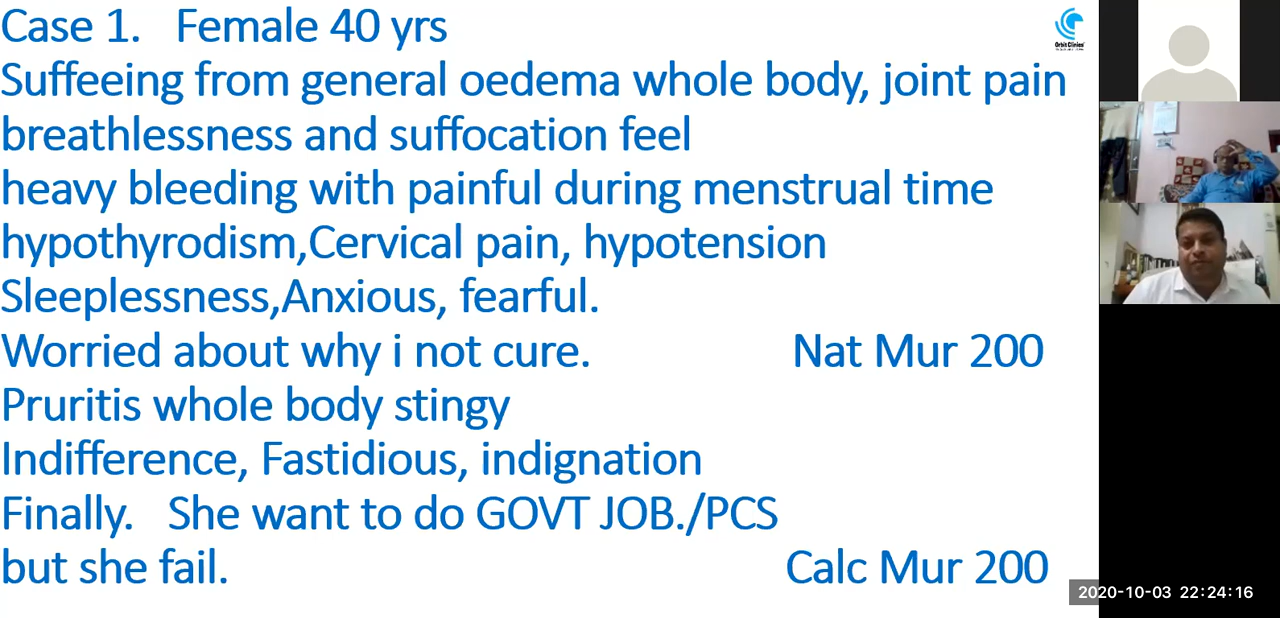 Case 1. Female 40 yrs
Orbit Clinics
Suffeeing from general oedema whole body, joint pain
breathlessness and suffocation feel
heavy bleeding with painful during menstrual time
hypothyrodism,Cervical pain, hypotension
Sleeplessness,Anxious, fearful.
Worried about why i not cure. Nat Mur 200
Pruritis whole body stingy
Indifference, Fastidious, indignation
Finally. She want to do GOVT JOB./PCS
but she fail. Calc Mur 200
2020-10-03 22:24:16